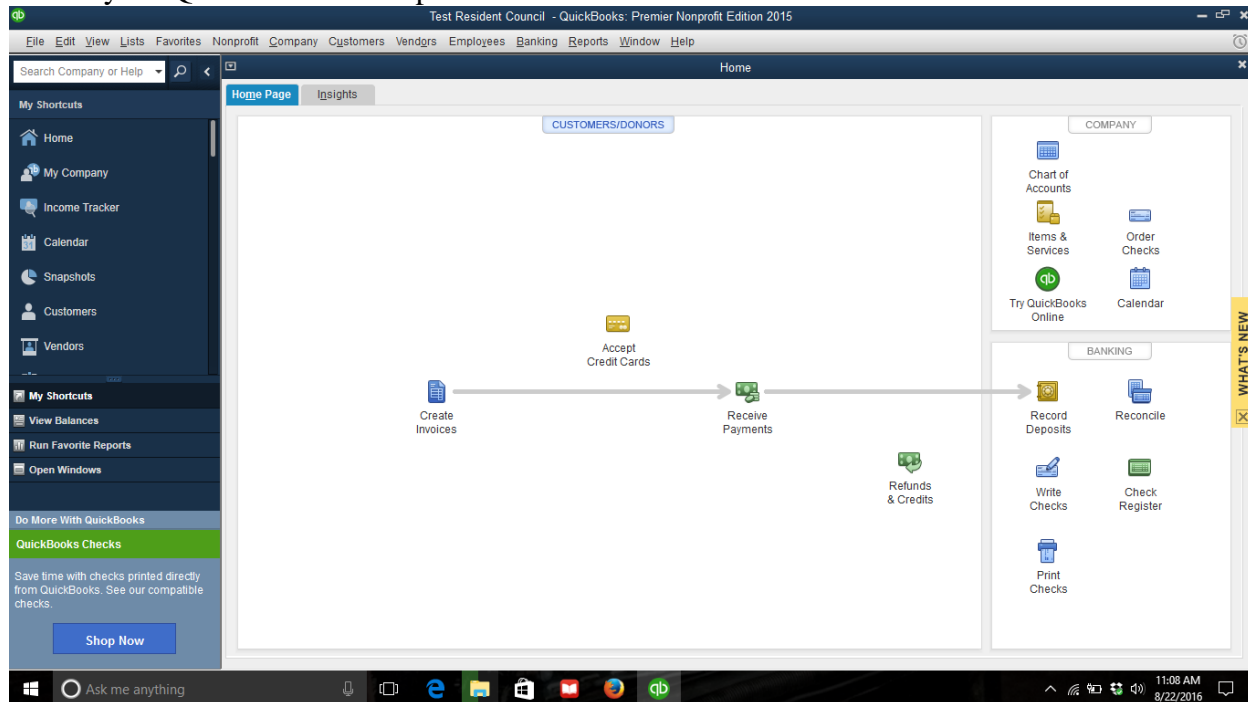 Test Resident Council - QuickBooks: Premier Nonprofit Edition 2015
File Edit View Lists Favorites Nonprofit Company Customers Vendors Employees Banking Reports Window Help
Search Company or Help
Home
Home Page
Insights
My Shortcuts
Home
My Company
Income Tracker
Calendar
Snapshots
Customers
Vendors
My Shortcuts
View Balances
Run Favorite Reports
Open Windows
Do More With QuickBooks
QuickBooks Checks
Save time with checks printed directly
from QuickBooks. See our compatible
checks.
Shop Now
CUSTOMERS/DONORS
Accept
Credit Cards
Create
Invoices
Receive
Payments
Refunds
& Credits
COMPANY
Chart of
Accounts
Items &
Services
Order
Checks
Try QuickBooks
Online
Calendar
BANKING
Record
Deposits
Reconcile
Write
Checks
Check
Register
Print
Checks
WHAT'S NEW
Ask me anything
11:08 AM
8/22/2016